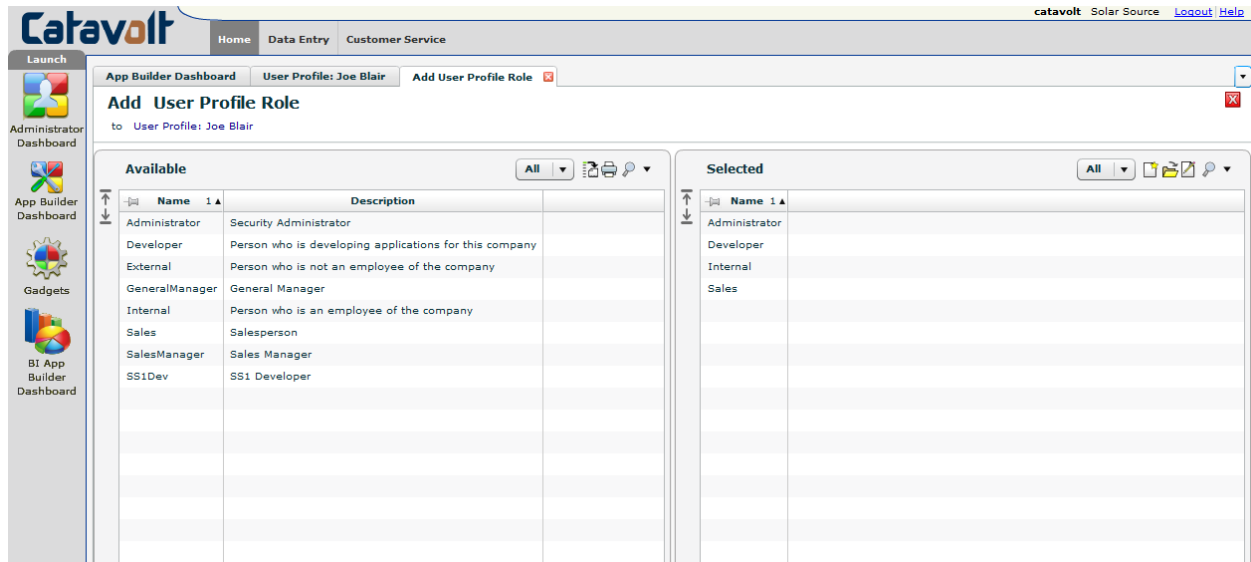 Catavolt
catavolt Solar Source Logout Help
Home Data Entry Customer Service
Launch
Administrator
Dashboard
App Builder
Dashboard
Gadgets
BI App
Builder
Dashboard
App Builder Dashboard User Profile: Joe Blair Add User Profile Role
Add User Profile Role
to User Profile: Joe Blair
Available All
Name 1 Description
Administrator Security Administrator
Developer Person who is developing applications for this company
External Person who is not an employee of the company
GeneralManager General Manager
Internal Person who is an employee of the company
Sales Salesperson
SalesManager Sales Manager
SS1Dev SS1 Developer
Selected All
Name 1
Administrator
Developer
Internal
Sales